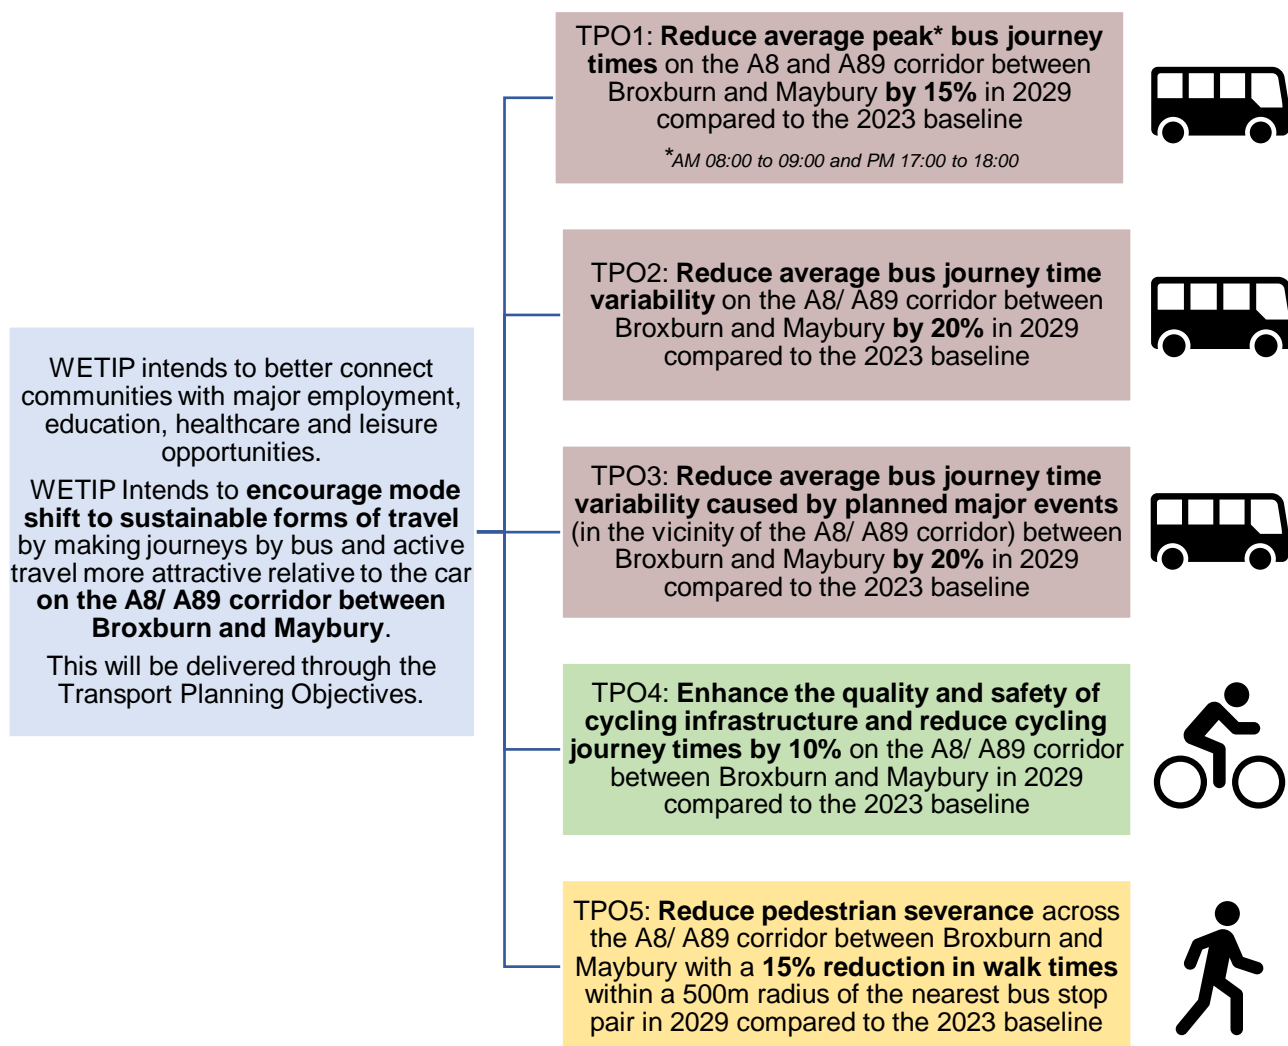 WETIP intends to better connect
communities with major employment,
education, healthcare and leisure
opportunities.
WETIP Intends to encourage mode
shift to sustainable forms of travel
by making journeys by bus and active
travel more attractive relative to the car
on the A8/ A89 corridor between
Broxburn and Maybury.
This will be delivered through the
Transport Planning Objectives.
TPO1: Reduce average peak* bus journey
times on the A8 and A89 corridor between
Broxburn and Maybury by 15% in 2029
compared to the 2023 baseline
*AM 08:00 to 09:00 and PM 17:00 to 18:00
TPO2: Reduce average bus journey time
variability on the A8/ A89 corridor between
Broxburn and Maybury by 20% in 2029
compared to the 2023 baseline
TPO3: Reduce average bus journey time
variability caused by planned major events
(in the vicinity of the A8/ A89 corridor) between
Broxburn and Maybury by 20% in 2029
compared to the 2023 baseline
TPO4: Enhance the quality and safety of
cycling infrastructure and reduce cycling
journey times by 10% on the A8/ A89 corridor
between Broxburn and Maybury in 2029
compared to the 2023 baseline
TPO5: Reduce pedestrian severance across
the A8/ A89 corridor between Broxburn and
Maybury with a 15% reduction in walk times
within a 500m radius of the nearest bus stop
pair in 2029 compared to the 2023 baseline